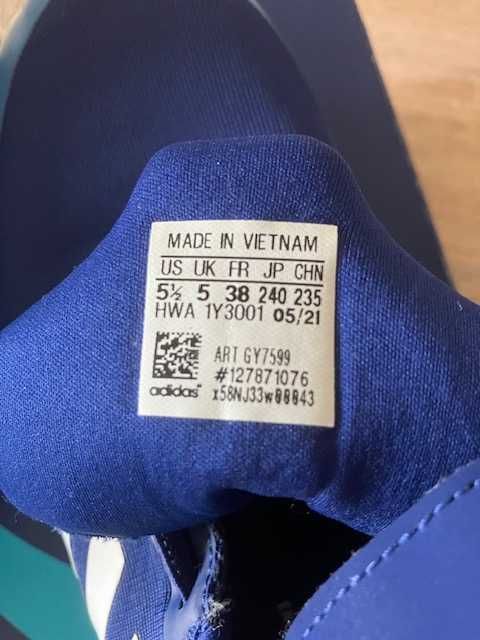 MADE IN VIETNAM
US UK FR JP CHN
5½ 5 38 240 235
HWA 1Y3001 05/21
ART GY7599
#127871076
adidas x58NJ33w00043